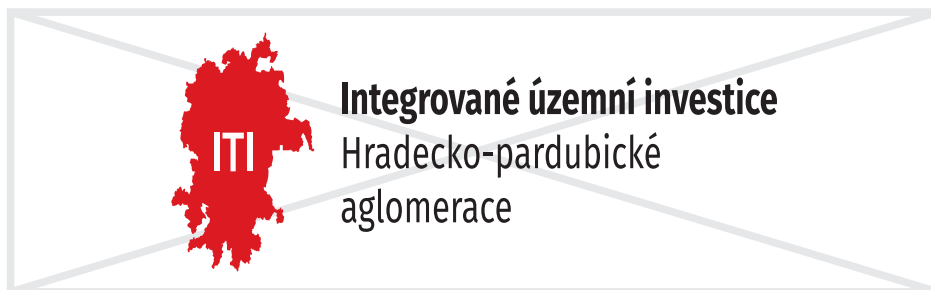 ITI
Integrované územní investice
Hradecko-pardubické
aglomerace